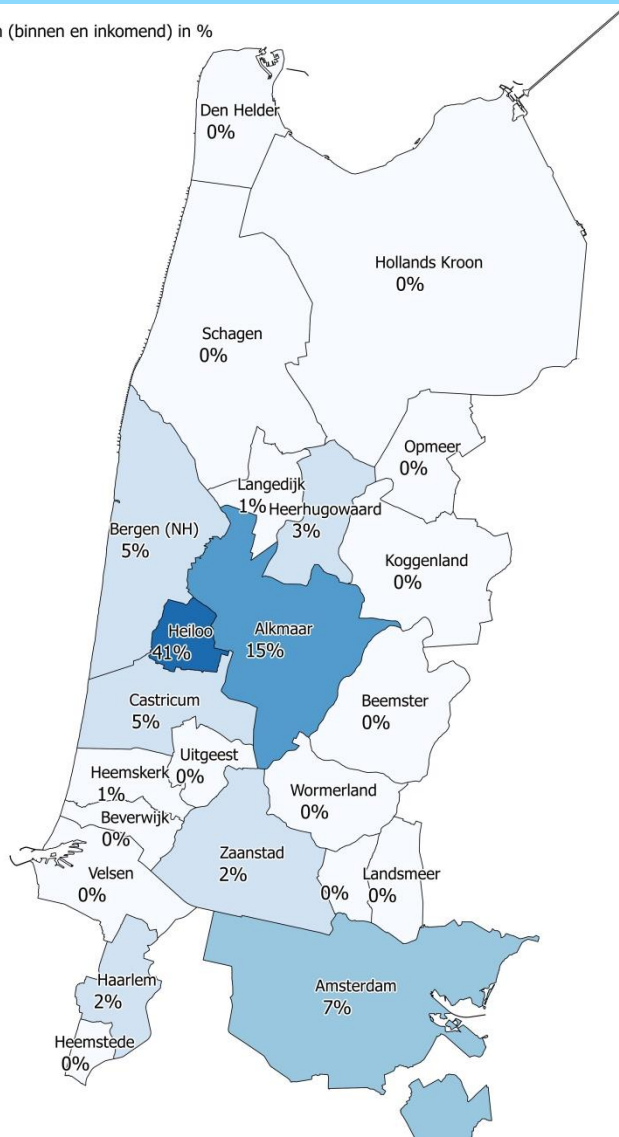 (binnen en inkomend) in %
Den Helder
0%
Hollands Kroon
0%
Schagen
0%
Opmeer
0%
Langedijk
1%
Heerhugowaard
3%
Bergen (NH)
5%
Koggenland
0%
Heiloo
41%
Alkmaar
15%
Castricum
5%
Beemster
0%
Uitgeest
0%
Heemskerk
1%
Wormerland
0%
Beverwijk
0%
Zaanstad
2%
Velsen
0%
0%
Landsmeer
0%
Haarlem
2%
Amsterdam
7%
Heemstede
0%